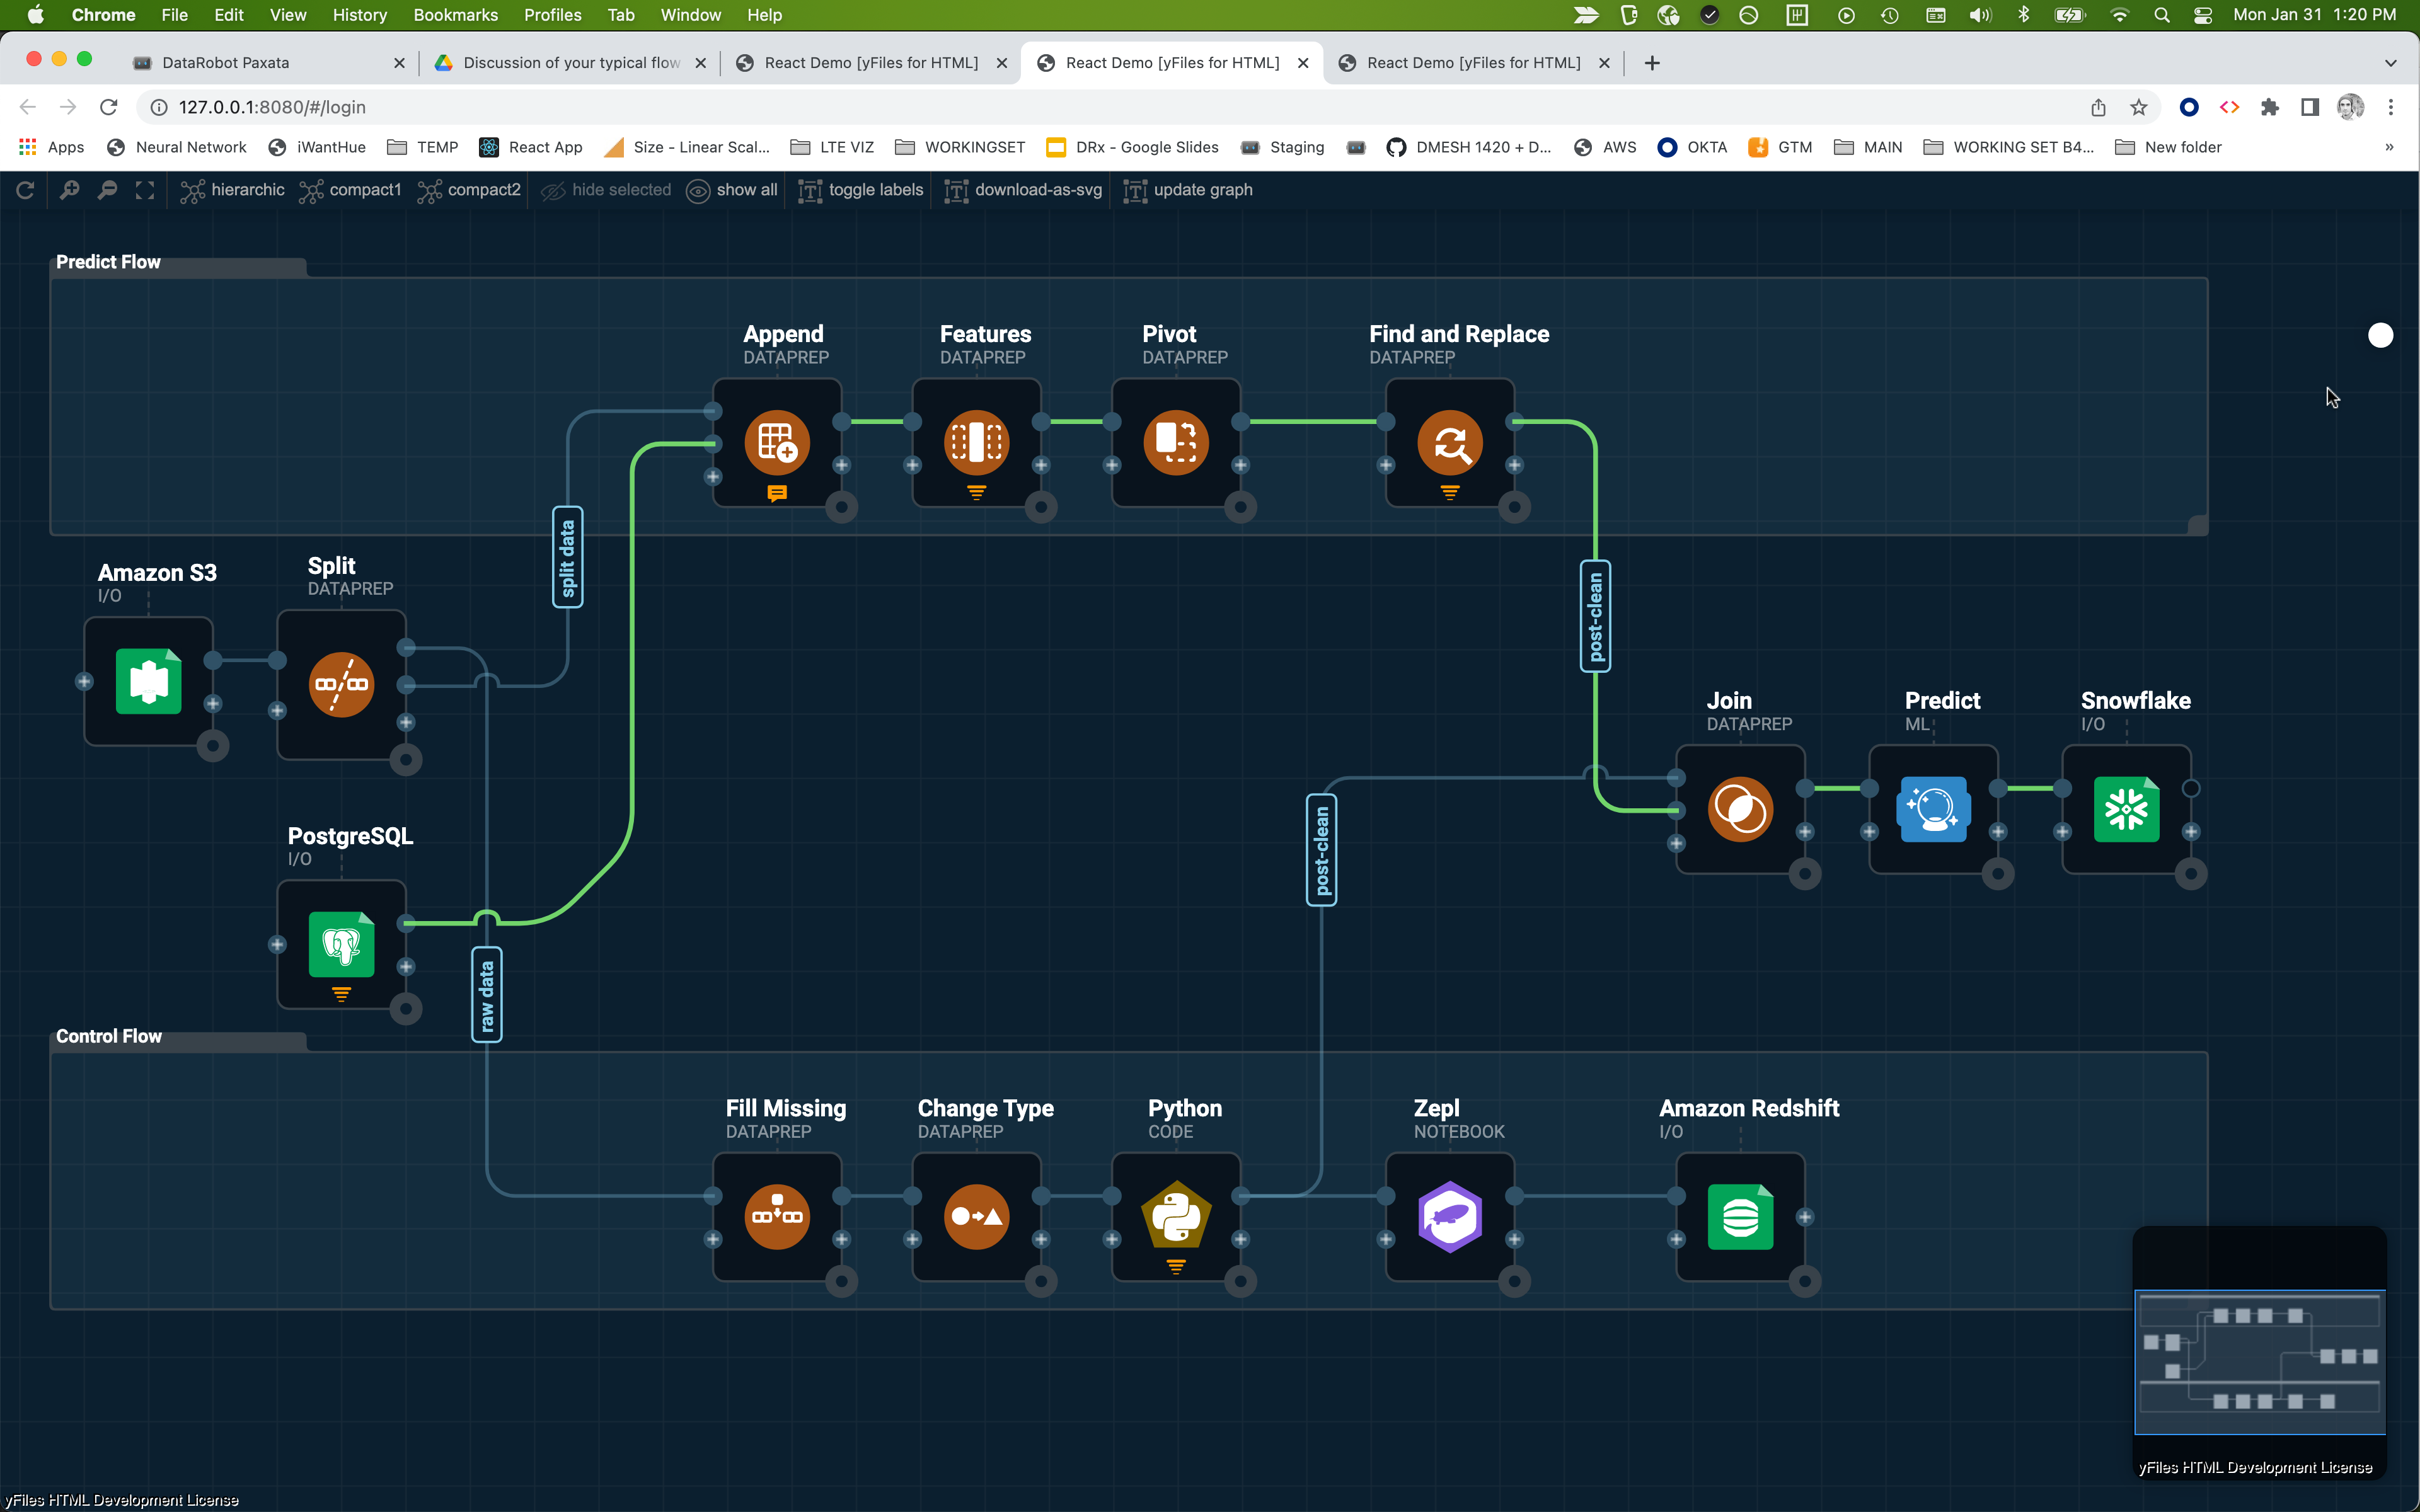 Chrome File Edit View History Bookmarks Profiles Tab Window Help Mon Jan 31 1:20 PM
DataRobot Paxata Discussion of your typical flow React Demo [yFiles for HTML] React Demo [yFiles for HTML] React Demo [yFiles for HTML]
127.0.0.1:8080/#/login
Apps Neural Network iWantHue TEMP React App Size - Linear Scal... LTE VIZ WORKINGSET DRx - Google Slides Staging DMESH 1420 + D... AWS OKTA GTM MAIN WORKING SET B4... New folder »
hierarchic compact1 compact2 hide selected show all toggle labels download-as-svg update graph
Predict Flow
Append
DATAPREP
Features
DATAPREP
Pivot
DATAPREP
Find and Replace
DATAPREP
split data
Amazon S3
I/O
Split
DATAPREP
post-clean
Join
DATAPREP
Predict
ML
Snowflake
I/O
PostgreSQL
I/O
post-clean
raw data
Control Flow
Fill Missing
DATAPREP
Change Type
DATAPREP
Python
CODE
Zepl
NOTEBOOK
Amazon Redshift
I/O
yFiles HTML Development License
yFiles HTML Development License